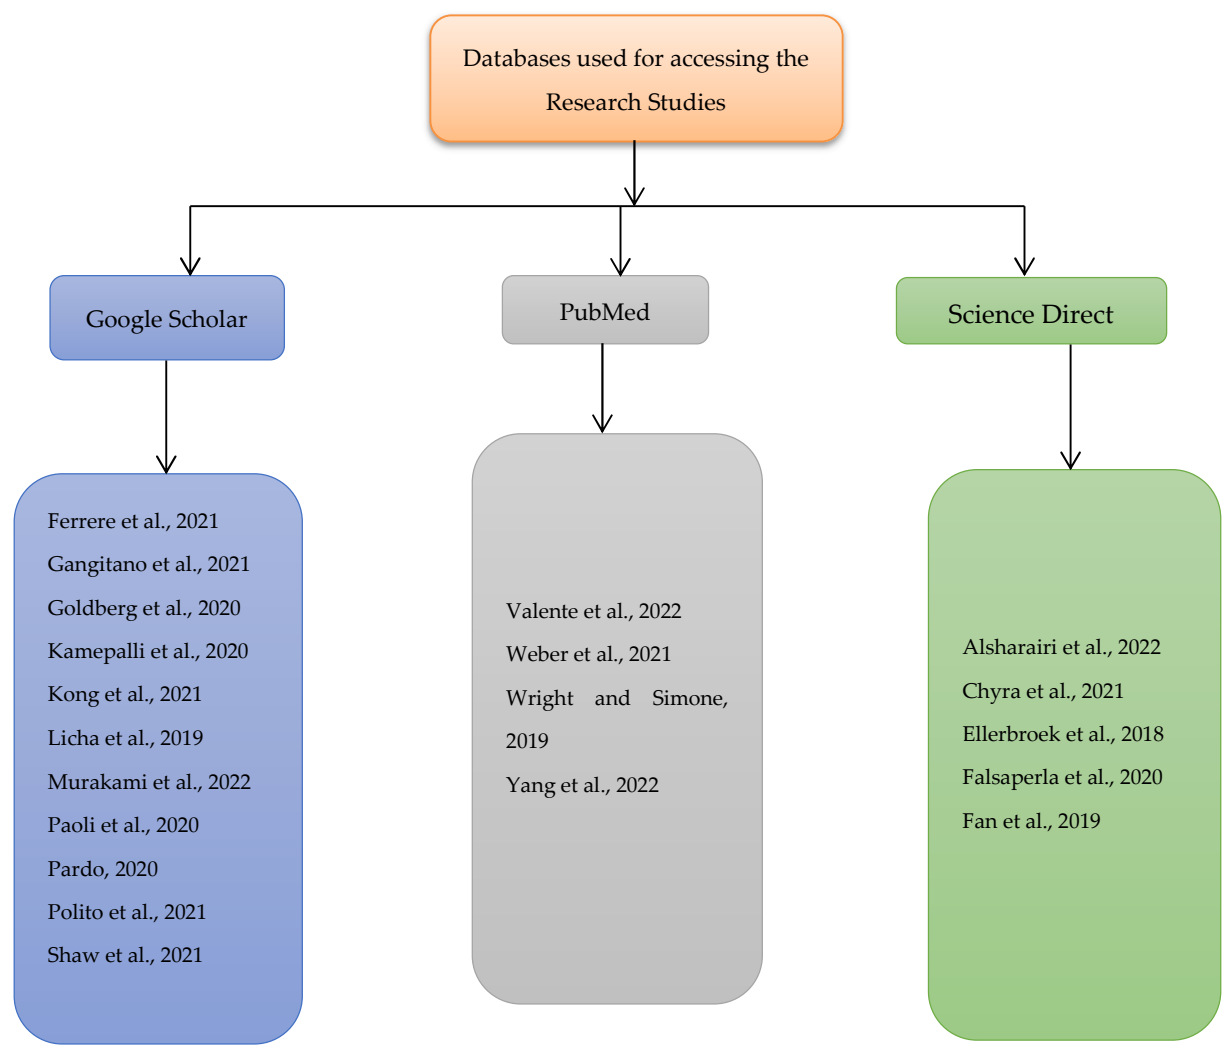 Databases used for accessing the
Research Studies
Google Scholar
PubMed
Science Direct
Ferrere et al., 2021
Gangitano et al., 2021
Goldberg et al., 2020
Kamepalli et al., 2020
Kong et al., 2021
Licha et al., 2019
Murakami et al., 2022
Paoli et al., 2020
Pardo, 2020
Polito et al., 2021
Shaw et al., 2021
Valente et al., 2022
Weber et al., 2021
Wright and Simone,
2019
Yang et al., 2022
Alsharairi et al., 2022
Chyra et al., 2021
Ellerbroek et al., 2018
Falsaperla et al., 2020
Fan et al., 2019